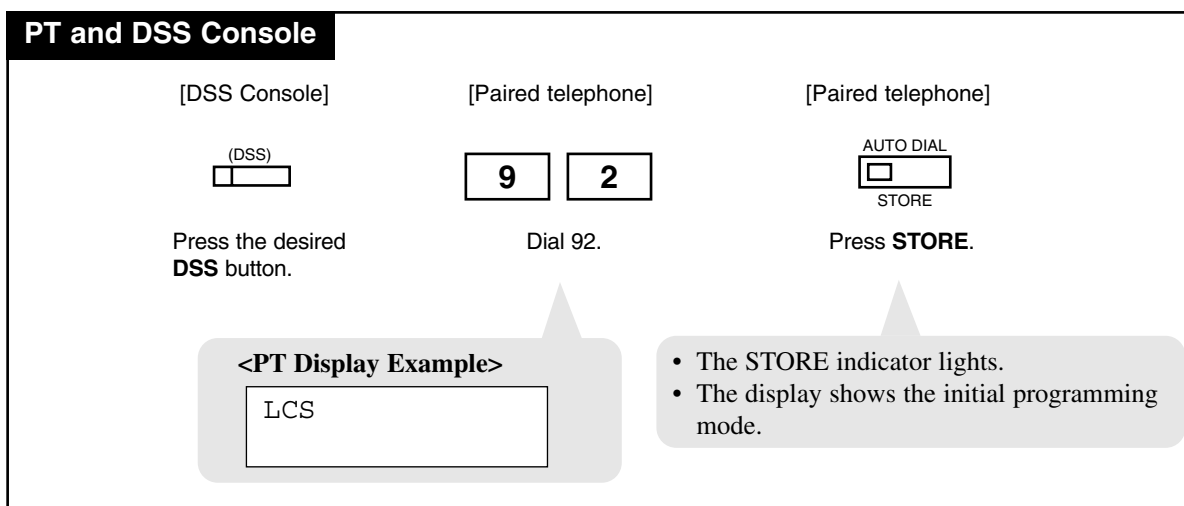 PT and DSS Console
[DSS Console]
[Paired telephone]
[Paired telephone]
(DSS)
9 2
AUTO DIAL
STORE
Press the desired
DSS button.
Dial 92.
Press STORE.
<PT Display Example>
LCS
• The STORE indicator lights.
• The display shows the initial programming
mode.